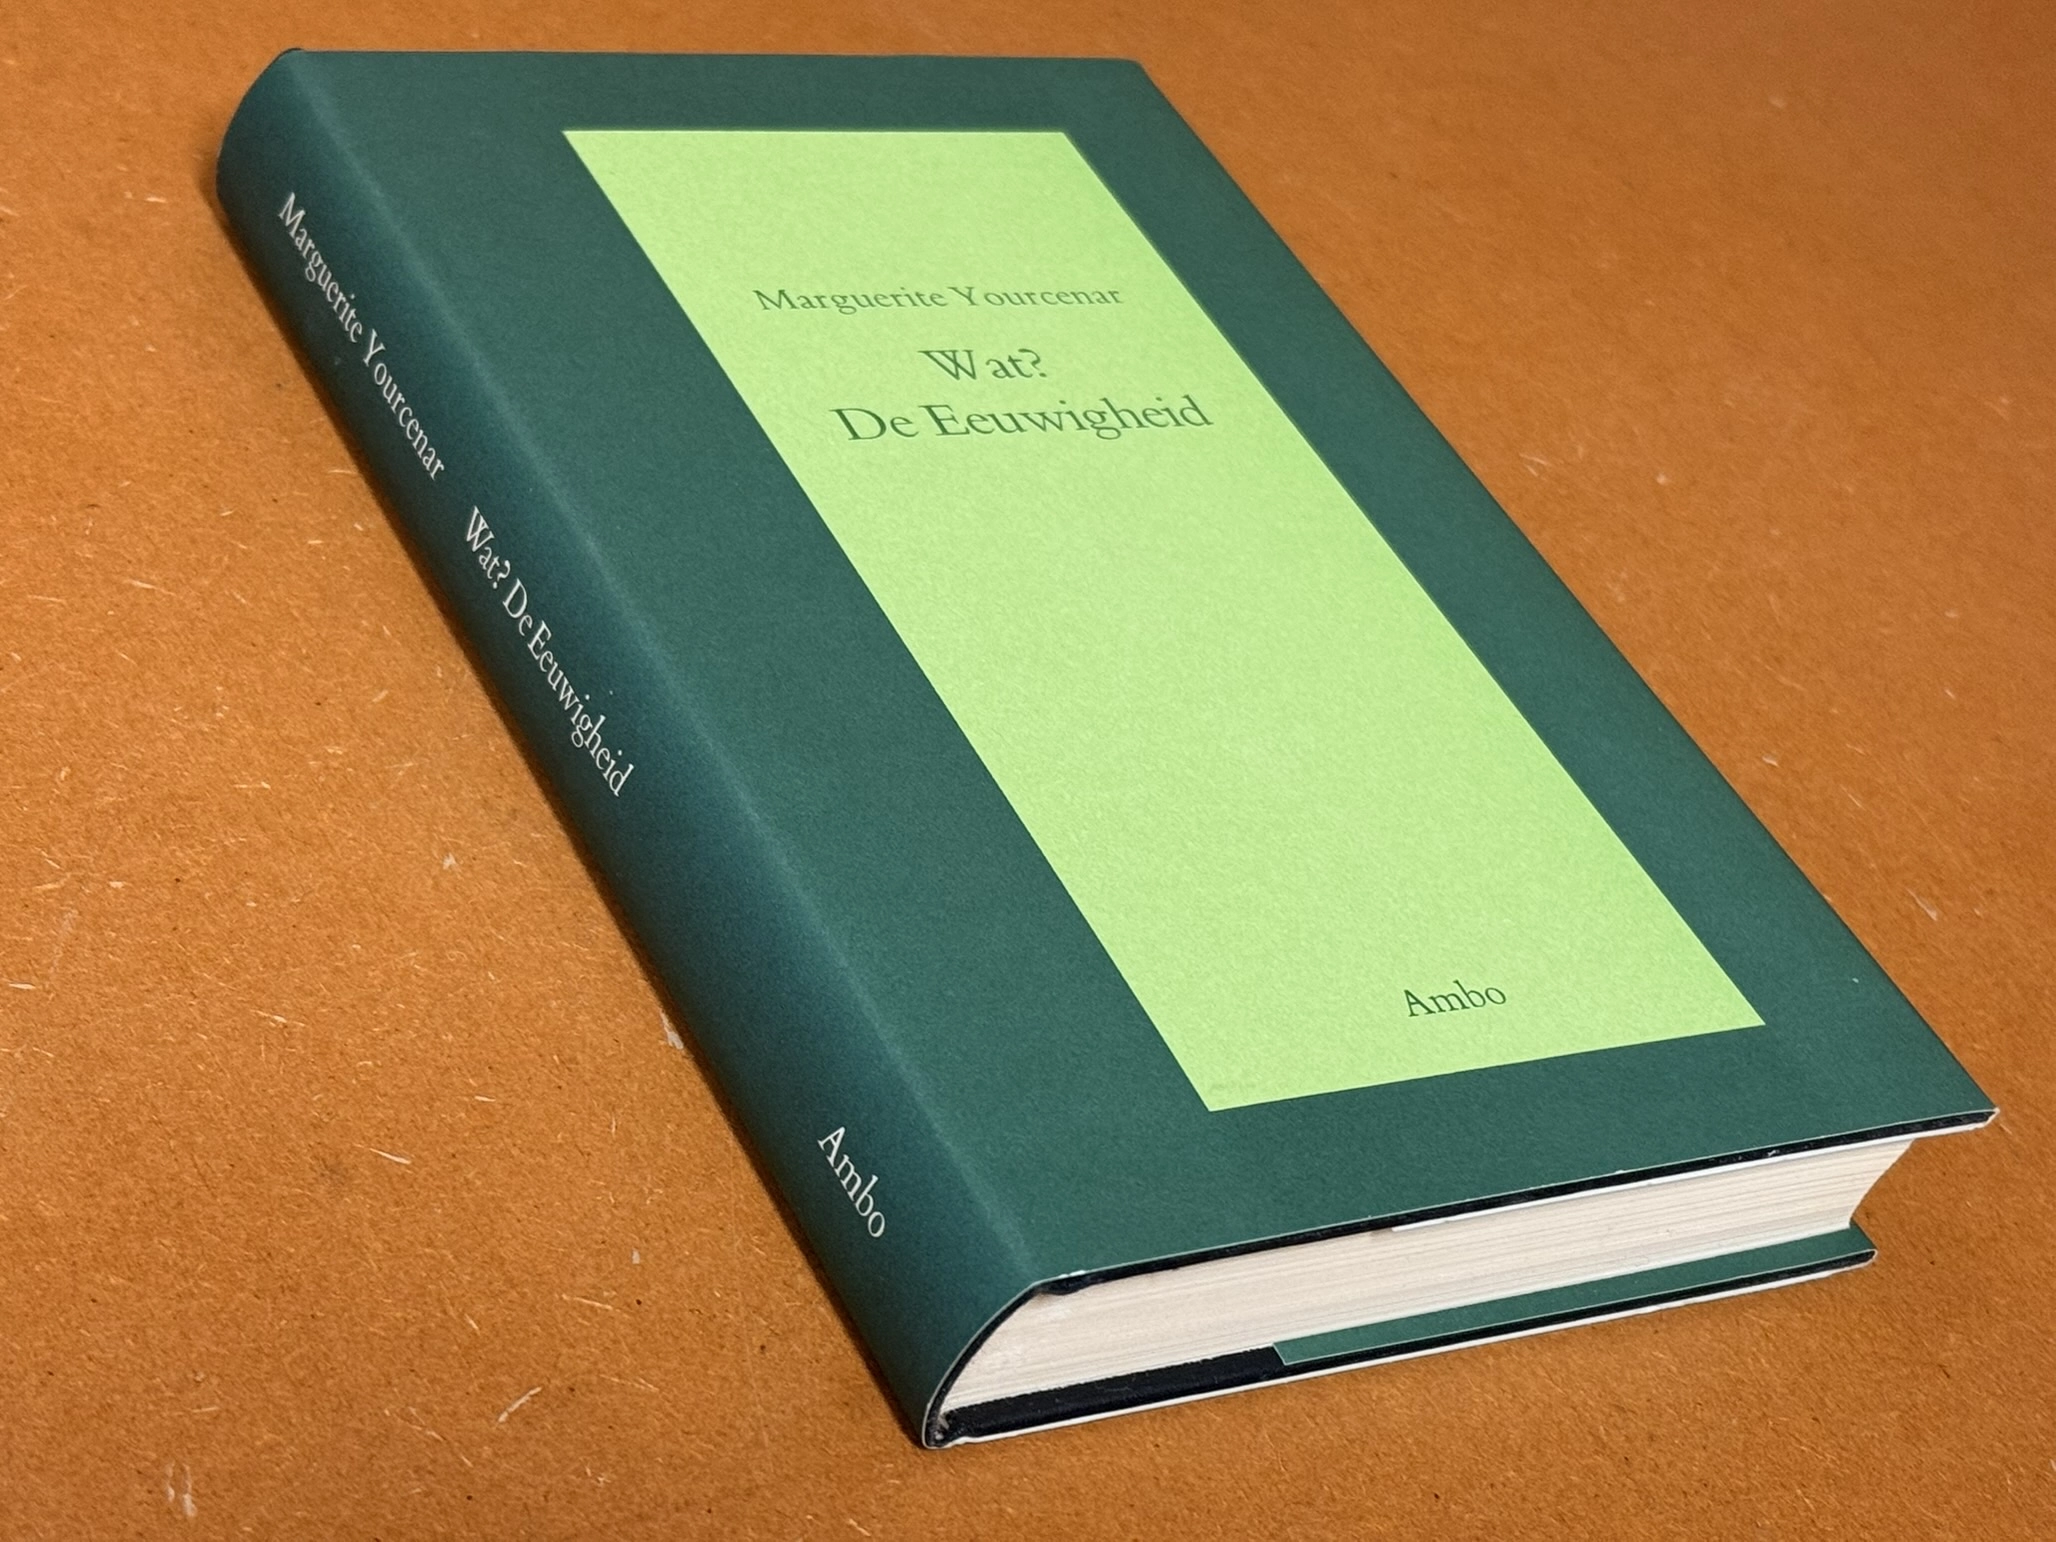 Marguerite Yourcenar
Wat?
De Eeuwigheid
Ambo
Marguerite Yourcenar Wat? De Eeuwigheid Ambo